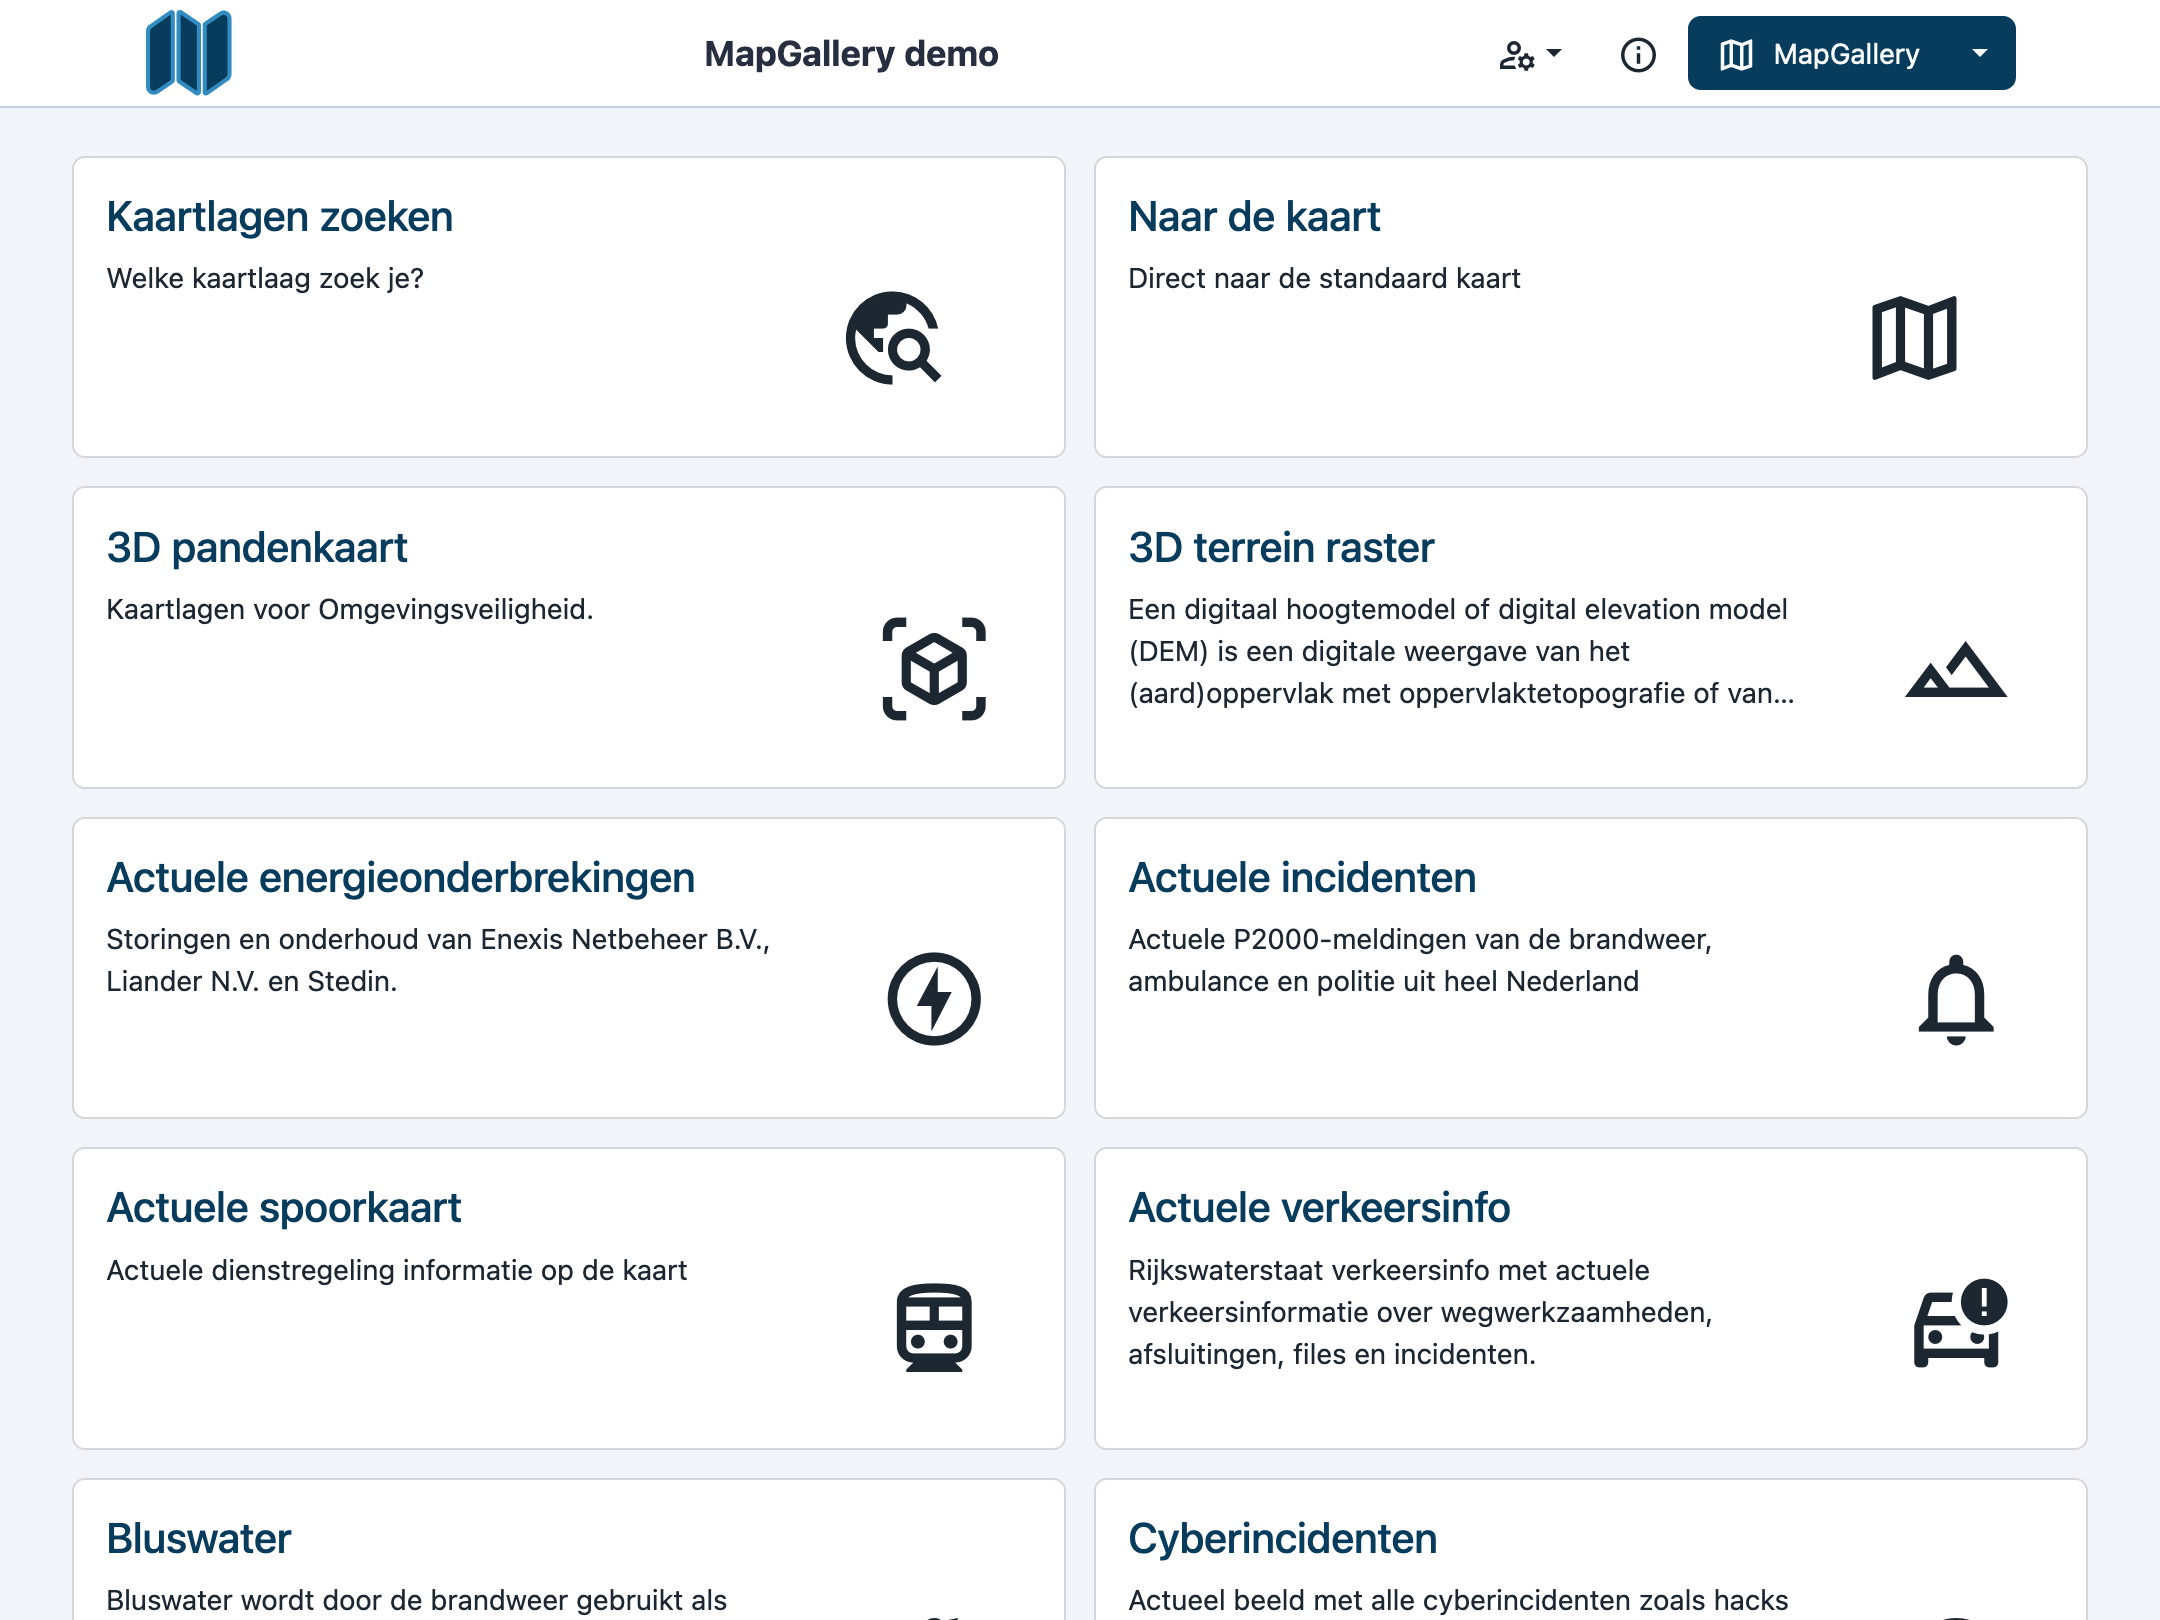 MapGallery demo
MapGallery
Kaartlagen zoeken
Welke kaartlaag zoek je?
Naar de kaart
Direct naar de standaard kaart
3D pandenkaart
Kaartlagen voor Omgevingsveiligheid.
3D terrein raster
Een digitaal hoogtemodel of digital elevation model
(DEM) is een digitale weergave van het
(aard)oppervlak met oppervlaktetopografie of van...
Actuele energieonderbrekingen
Storingen en onderhoud van Enexis Netbeheer B.V.,
Liander N.V. en Stedin.
Actuele incidenten
Actuele P2000-meldingen van de brandweer,
ambulance en politie uit heel Nederland
Actuele spoorkaart
Actuele dienstregeling informatie op de kaart
Actuele verkeersinfo
Rijkswaterstaat verkeersinfo met actuele
verkeersinformatie over wegwerkzaamheden,
afsluitingen, files en incidenten.
Bluswater
Bluswater wordt door de brandweer gebruikt als
Cyberincidenten
Actueel beeld met alle cyberincidenten zoals hacks